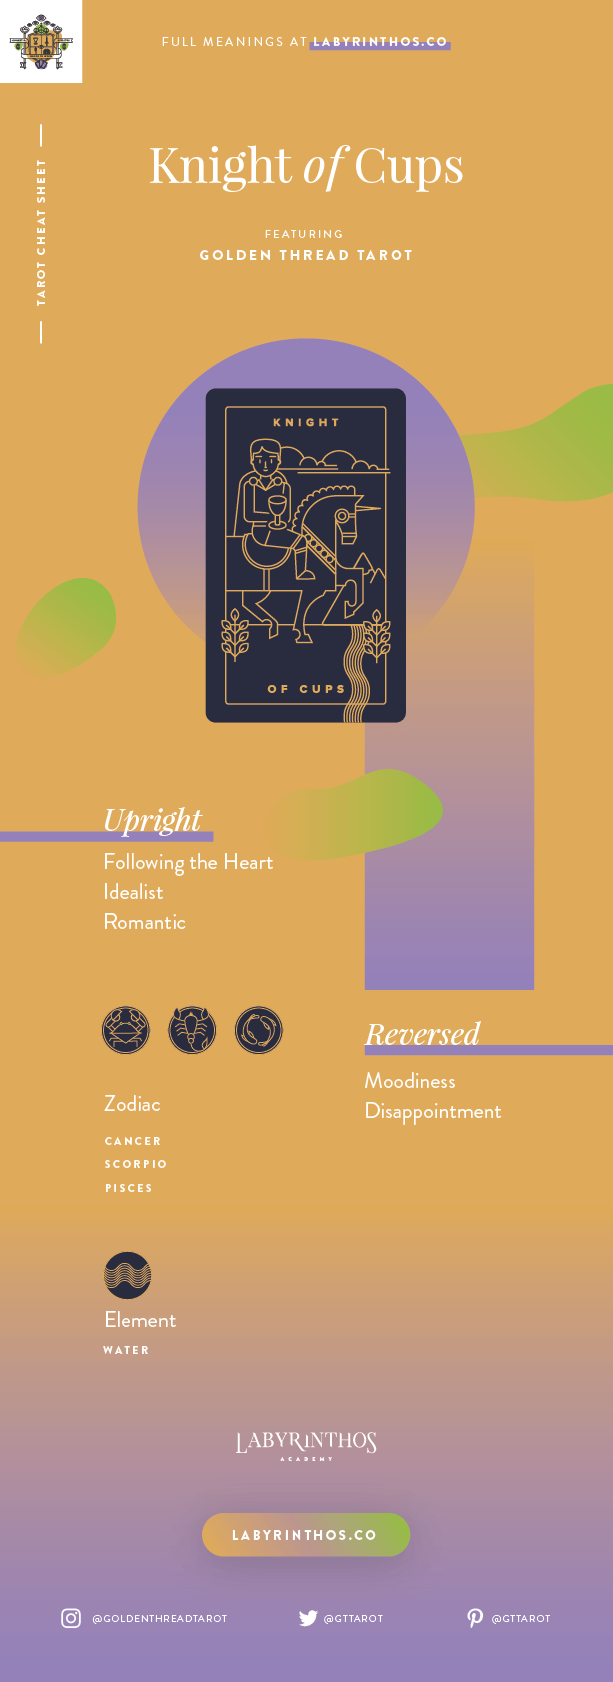 FULL MEANINGS AT LABYRINTHOS.CO
TAROT CHEAT SHEET
Knight of Cups
FEATURING
GOLDEN THREAD TAROT
KNIGHT
OF CUPS
Upright
Following the Heart
Idealist
Romantic
Reversed
Moodiness
Disappointment
Zodiac
CANCER
SCORPIO
PISCES
Element
WATER
LABYRINTHOS
ACADEMY
LABYRINTHOS.CO
@GOLDENTHREADTAROT
@GTTAROT
@GTTAROT